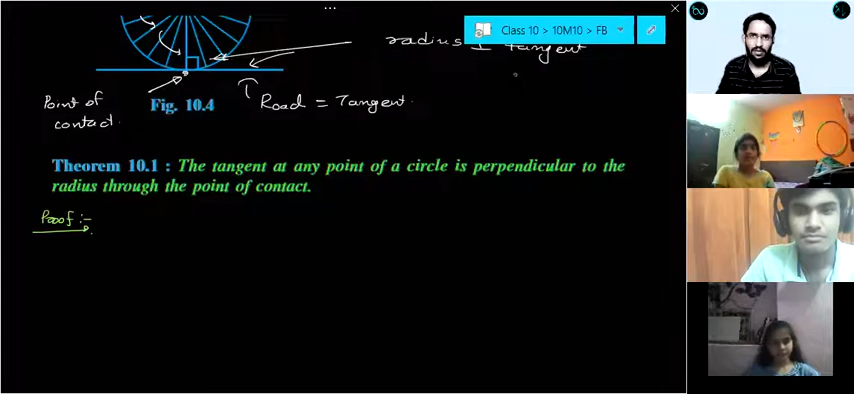 ...
Class 10 > 10M10 > FB
radius ⊥ tangent
Point of
contact.
Fig. 10.4
Road = Tangent.
Theorem 10.1 : The tangent at any point of a circle is perpendicular to the
radius through the point of contact.
Proof :-